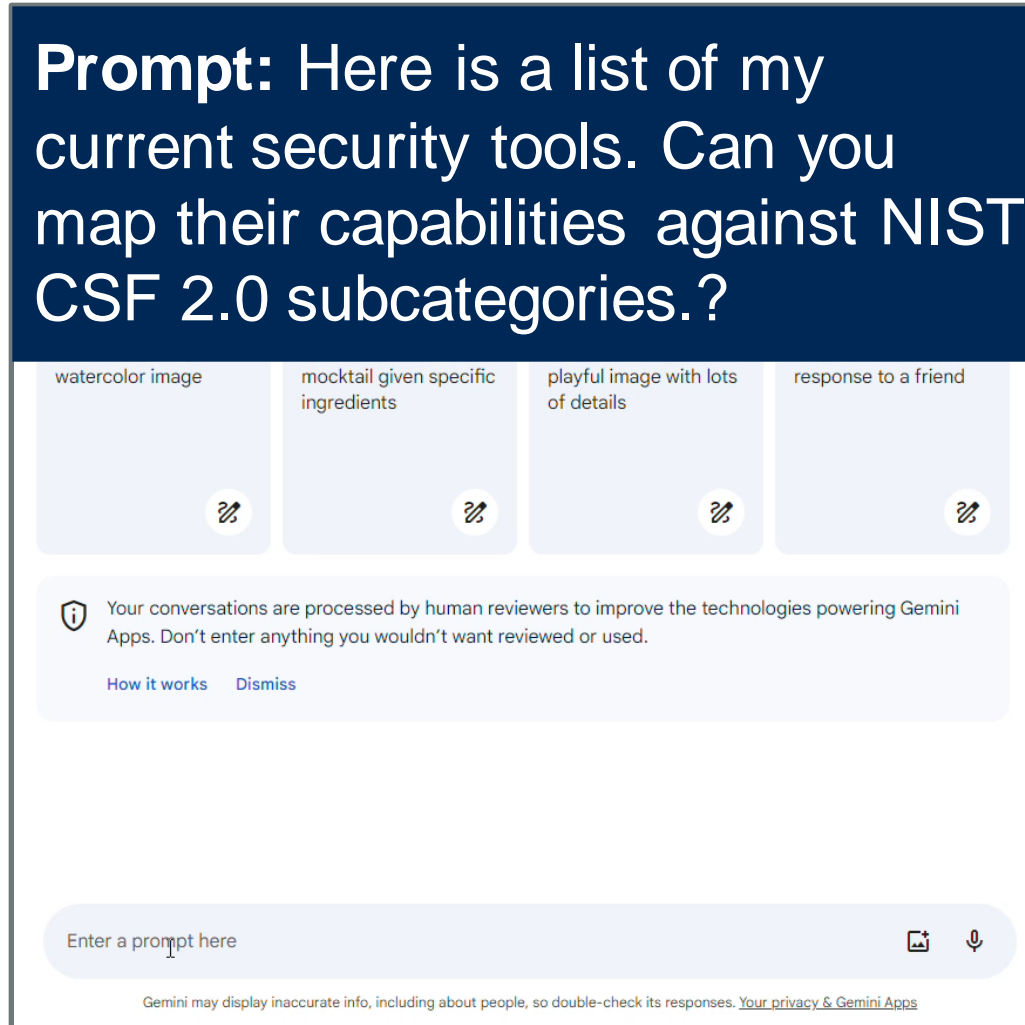 Prompt: Here is a list of my
current security tools. Can you
map their capabilities against NIST
CSF 2.0 subcategories.?
watercolor image
mocktail given specific
ingredients
playful image with lots
of details
response to a friend
Your conversations are processed by human reviewers to improve the technologies powering Gemini
Apps. Don't enter anything you wouldn't want reviewed or used.
How it works Dismiss
Enter a prompt here
Gemini may display inaccurate info, including about people, so double-check its responses. Your privacy & Gemini Apps